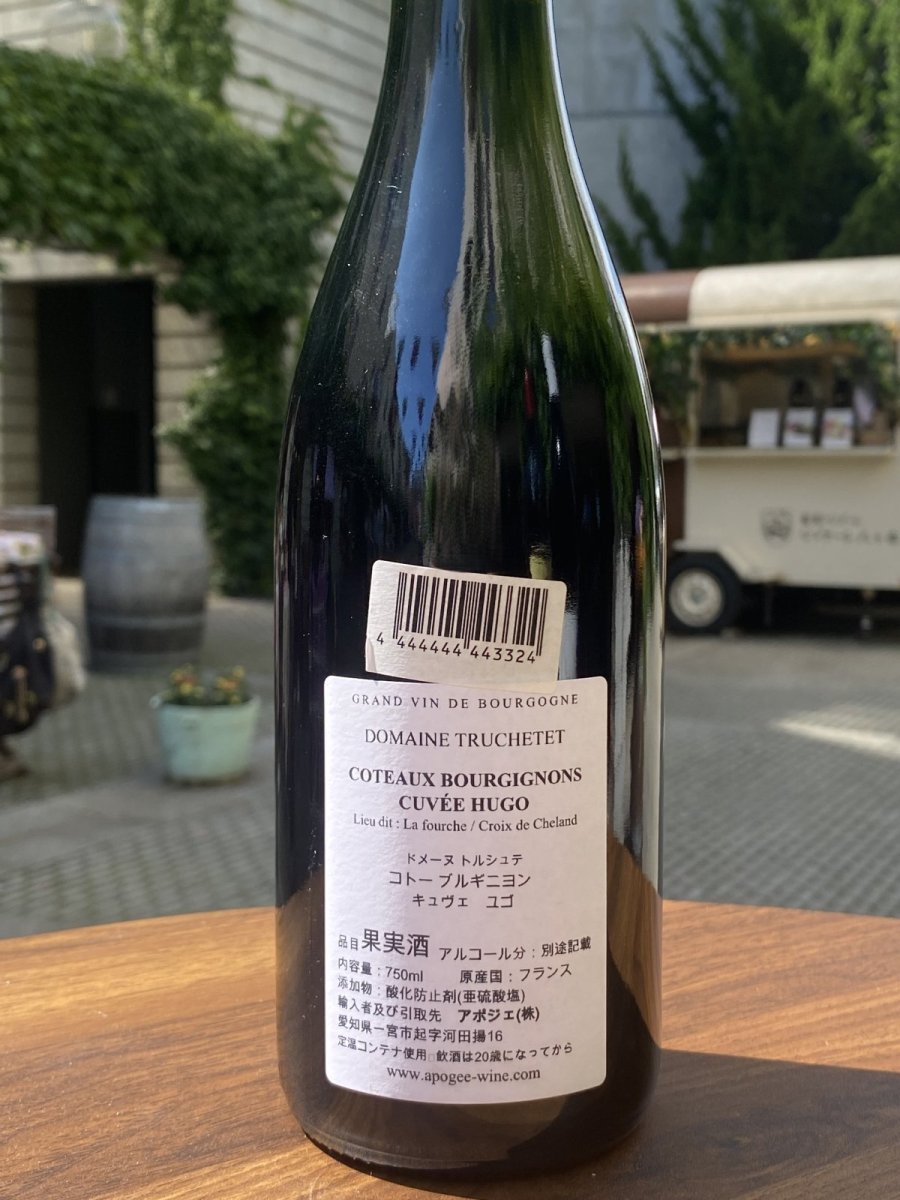 4 444444 443324
GRAND VIN DE BOURGOGNE
DOMAINE TRUCHETET
COTEAUX BOURGIGNONS
CUVÉE HUGO
Lieu dit : La fourche / Croix de Cheland
ドメーヌ トルシュテ
コトー ブルギニヨン
キュヴェ ユゴ
品目果実酒 アルコール分：別途記載
内容量：750ml 原産国：フランス
添加物：酸化防止剤(亜硫酸塩)
輸入者及び引取先 アポジェ(株)
愛知県一宮市起字河田揚16
定温コンテナ使用 飲酒は20歳になってから
www.apogee-wine.com